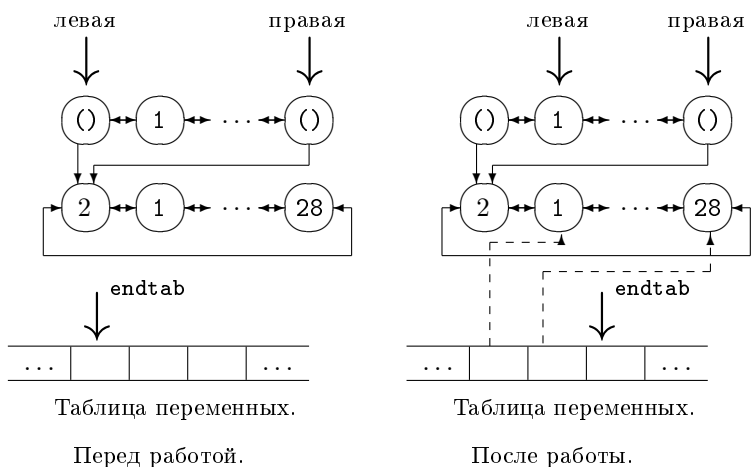 левая правая левая правая
() 1 ... () () 1 ... ()
2 1 ... 28 2 1 ... 28
endtab endtab
... ... ... ...
Таблица переменных. Таблица переменных.
Перед работой. После работы.